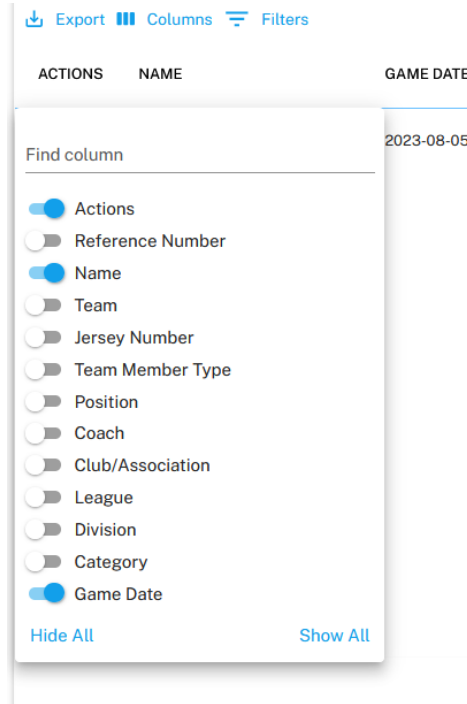 Export Columns Filters
ACTIONS NAME GAME DATE
2023-08-05
Find column
Actions
Reference Number
Name
Team
Jersey Number
Team Member Type
Position
Coach
Club/Association
League
Division
Category
Game Date
Hide All Show All